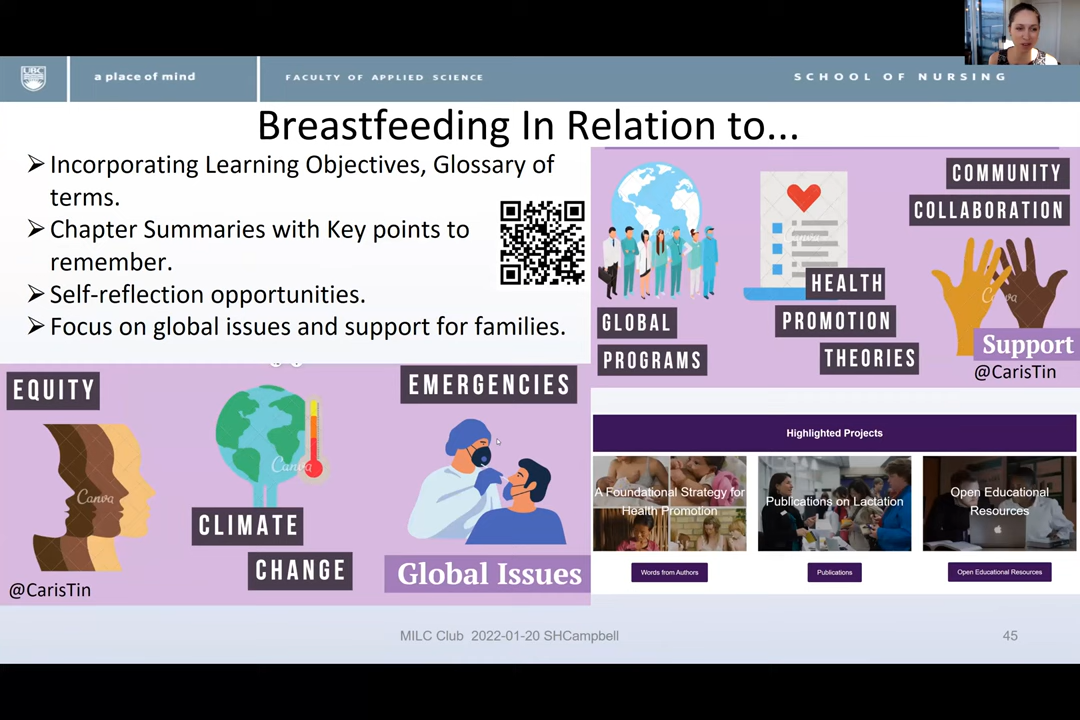 UBC
a place of mind
FACULTY OF APPLIED SCIENCE
SCHOOL OF NURSING
Breastfeeding In Relation to...
➢Incorporating Learning Objectives, Glossary of
terms.
➢Chapter Summaries with Key points to
remember.
➢Self-reflection opportunities.
➢Focus on global issues and support for families.
GLOBAL
PROGRAMS
HEALTH
PROMOTION
THEORIES
COMMUNITY
COLLABORATION
Canva
Support
@CarisTin
EQUITY
Canva
@CarisTin
Canva
CLIMATE
CHANGE
EMERGENCIES
Global Issues
Highlighted Projects
A Foundational Strategy for
Health Promotion
Words from Authors
Publications on Lactation
Publications
Open Educational
Resources
Open Educational Resources
MILC Club 2022-01-20 SHCampbell
45